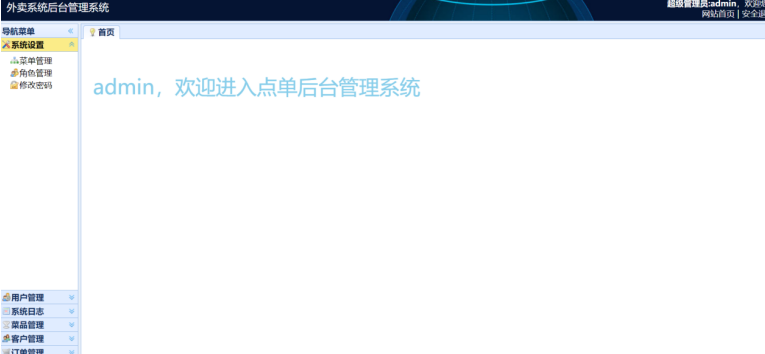 外卖系统后台管理系统
超级管理员:admin，欢迎
网站首页 | 安全退
导航菜单
首页
系统设置
菜单管理
角色管理
修改密码
admin，欢迎进入点单后台管理系统
用户管理
系统日志
菜品管理
客户管理
订单管理